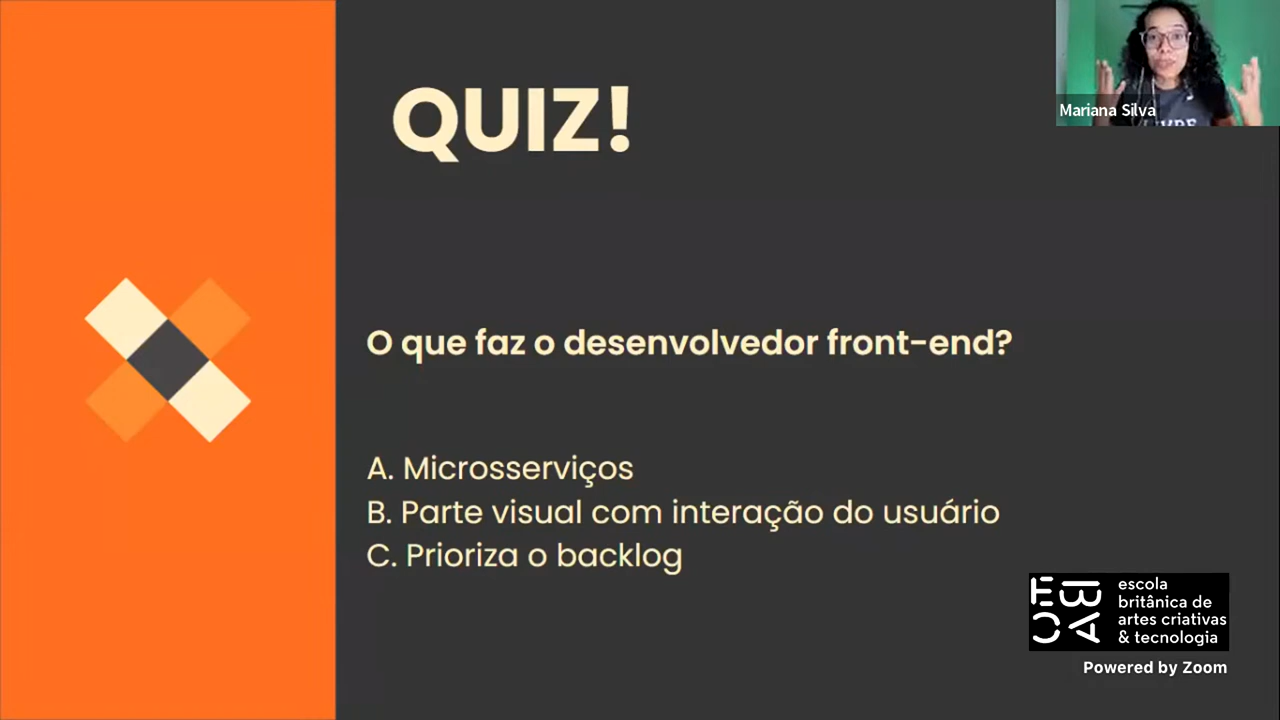 QUIZ!
Mariana Silva
O que faz o desenvolvedor front-end?
A. Microsserviços
B. Parte visual com interação do usuário
C. Prioriza o backlog
EBAC
escola
britânica de
artes criativas
& tecnologia
Powered by Zoom